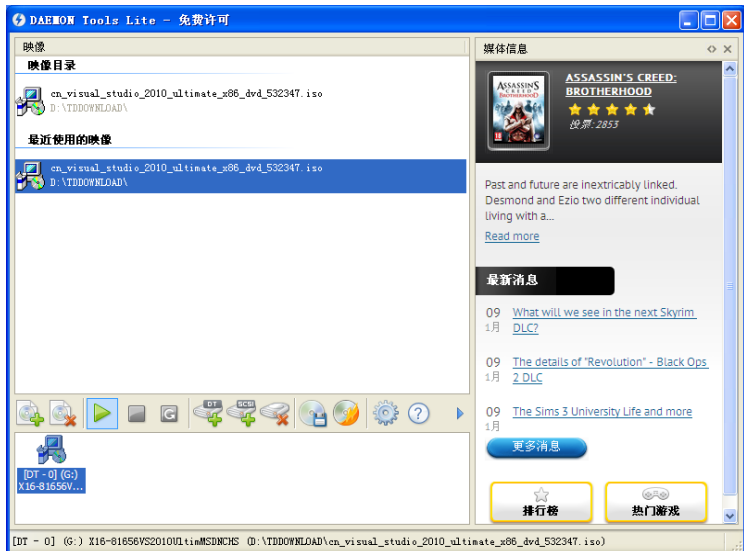 DAEMON Tools Lite - 免费许可
映像
映像目录
cn_visual_studio_2010_ultimate_x86_dvd_532347.iso
D:\TDDOWNLOAD\
最近使用的映像
cn_visual_studio_2010_ultimate_x86_dvd_532347.iso
D:\TDDOWNLOAD\
DT
SCSI
[DT - 0] (G:)
X16-81656V...
媒体信息
ASSASSIN'S CREED:
BROTHERHOOD
投票:2853
Past and future are inextricably linked.
Desmond and Ezio two different individual
living with a...
Read more
最新消息
09 What will we see in the next Skyrim
1月 DLC?
09 The details of "Revolution" - Black Ops
1月 2 DLC
09 The Sims 3 University Life and more
1月
更多消息
排行榜
热门游戏
[DT - 0] (G:) X16-81656VS2010UltimMSDNCHS (D:\TDDOWNLOAD\cn_visual_studio_2010_ultimate_x86_dvd_532347.iso)